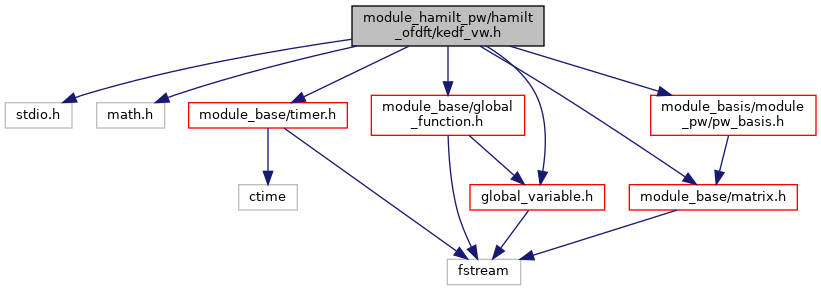 module_hamilt_pw/hamilt
_ofdft/kedf_vw.h
stdio.h
math.h
module_base/timer.h
module_base/global
_function.h
module_basis/module
_pw/pw_basis.h
ctime
global_variable.h
module_base/matrix.h
fstream